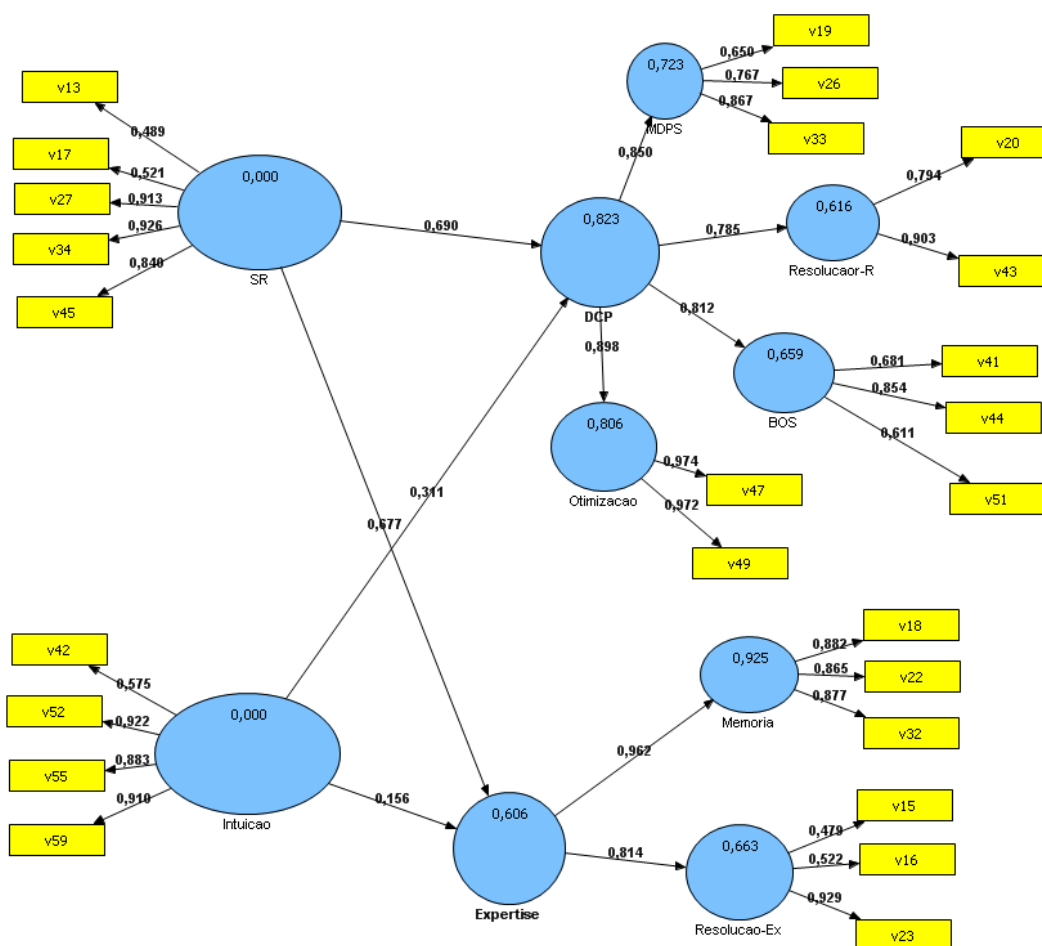 v19
0,650
0,723
0,767
v26
v13
0,867
MDPS
v33
v20
0,489
0,850
v17
0,521
0,000
0,794
v27
0,913
0,616
0,823
0,926
0,690
0,785
0,903
v34
0,840
Resolucaor-R
v43
SR
v45
0,812
DCP
0,898
0,659
0,681
v41
0,854
BOS
v44
0,806
0,611
0,974
v47
0,311
Otimizacao
0,972
v51
0,677
v49
v18
v42
0,882
0,575
0,925
0,865
v22
0,000
v52
0,922
0,877
Memoria
v32
0,962
0,883
v55
0,910
0,156
v15
0,606
Intuicao
v59
0,479
0,663
0,814
0,522
v16
0,929
Expertise
Resolucao-Ex
v23